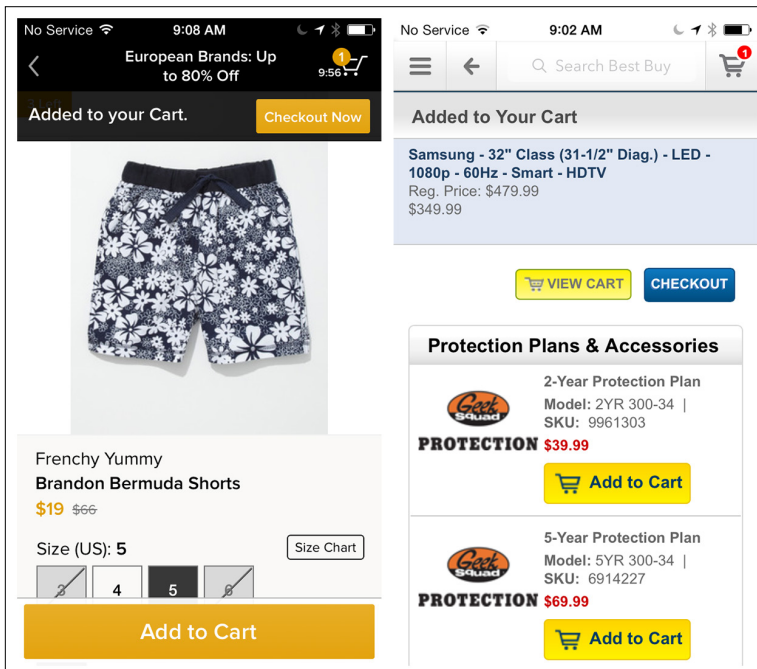 No Service
9:08 AM
European Brands: Up
to 80% Off
1
9:56
Added to your Cart.
Checkout Now
Frenchy Yummy
Brandon Bermuda Shorts
$19 $66
Size (US): 5
Size Chart
3 4 5 6
Add to Cart
No Service
9:02 AM
Search Best Buy
1
Added to Your Cart
Samsung - 32" Class (31-1/2" Diag.) - LED -
1080p - 60Hz - Smart - HDTV
Reg. Price: $479.99
$349.99
VIEW CART
CHECKOUT
Protection Plans & Accessories
Geek
Squad
PROTECTION
2-Year Protection Plan
Model: 2YR 300-34 |
SKU: 9961303
$39.99
Add to Cart
Geek
Squad
PROTECTION
5-Year Protection Plan
Model: 5YR 300-34 |
SKU: 6914227
$69.99
Add to Cart